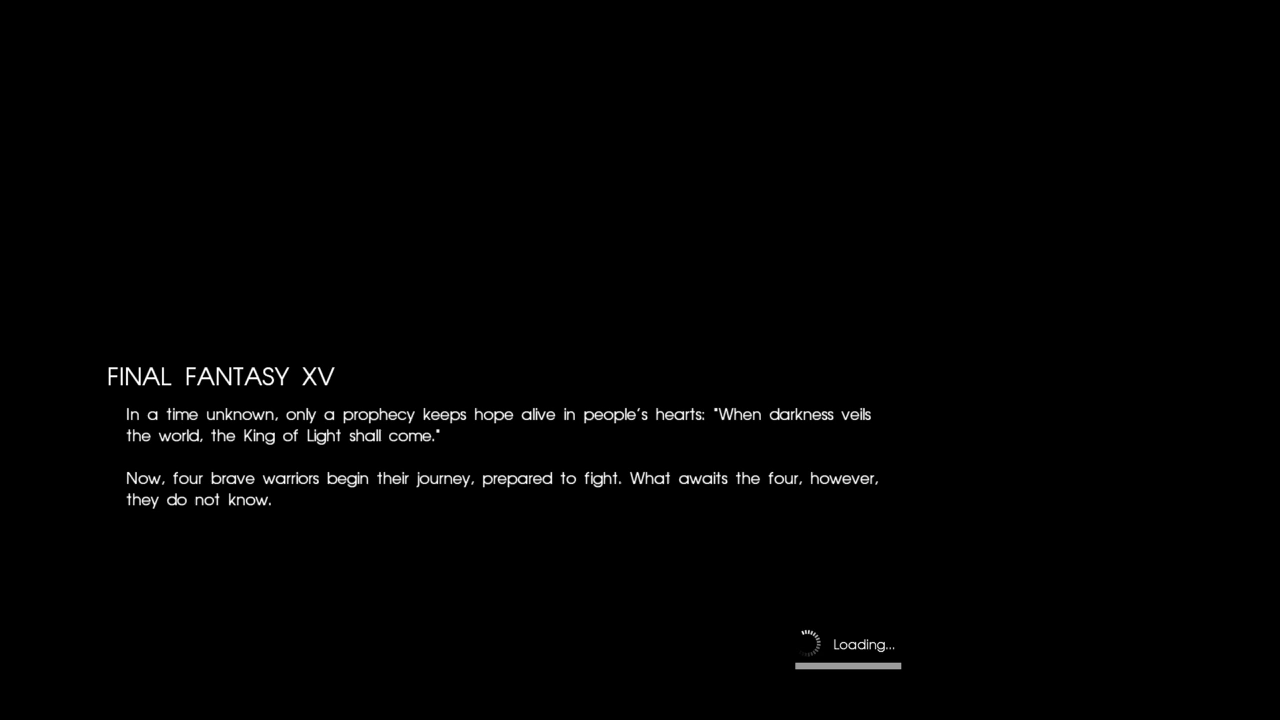 FINAL FANTASY XV
In a time unknown, only a prophecy keeps hope alive in people's hearts: "When darkness veils
the world, the King of Light shall come."
Now, four brave warriors begin their journey, prepared to fight. What awaits the four, however,
they do not know.
Loading...